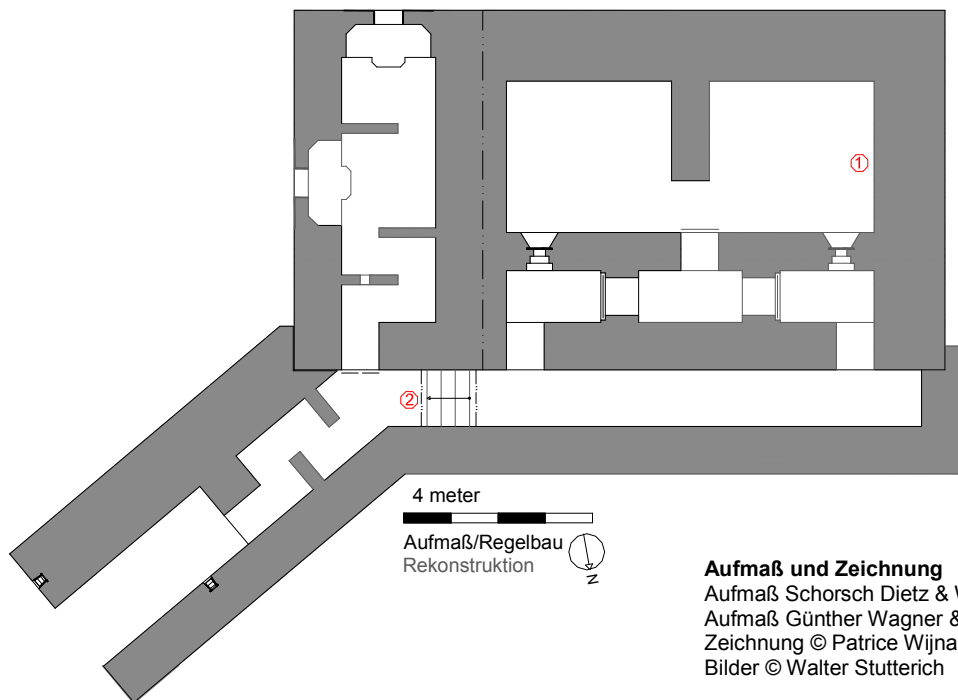 1
2
4 meter
Aufmaß/Regelbau
Rekonstruktion
N
Aufmaß und Zeichnung
Aufmaß Schorsch Dietz &
Aufmaß Günther Wagner &
Zeichnung © Patrice
Bilder © Walter Stutterich